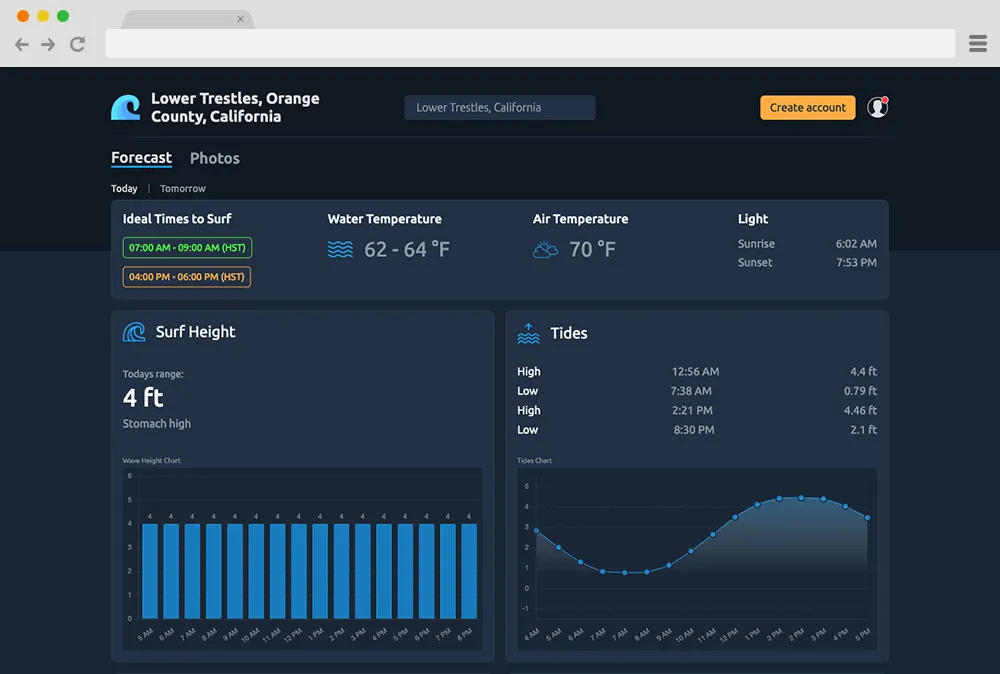 Lower Trestles, Orange
County, California
Lower Trestles, California
Create account
Forecast Photos
Today | Tomorrow
Ideal Times to Surf
07:00 AM - 09:00 AM (HST)
04:00 PM - 06:00 PM (HST)
Water Temperature
62 - 64 °F
Air Temperature
70 °F
Light
Sunrise 6:02 AM
Sunset 7:53 PM
Surf Height
Todays range:
4 ft
Stomach high
Wave Height Chart
6
5
4
3
2
1
0
4 4 4 4 4 4 4 4 4 4 4 4 4 4 4 4
5 AM 6 AM 7 AM 8 AM 9 AM 10 AM 11 AM 12 PM 1 PM 2 PM 3 PM 4 PM 5 PM 6 PM 7 PM 8 PM
Tides
High 12:56 AM 4.4 ft
Low 7:38 AM 0.79 ft
High 2:21 PM 4.46 ft
Low 8:30 PM 2.1 ft
Tides Chart
5
4
3
2
1
0
-1
4 AM 5 AM 6 AM 7 AM 7 AM 8 AM 9 AM 10 AM 11 AM 12 PM 1 PM 2 PM 2 PM 3 PM 4 PM 5 PM